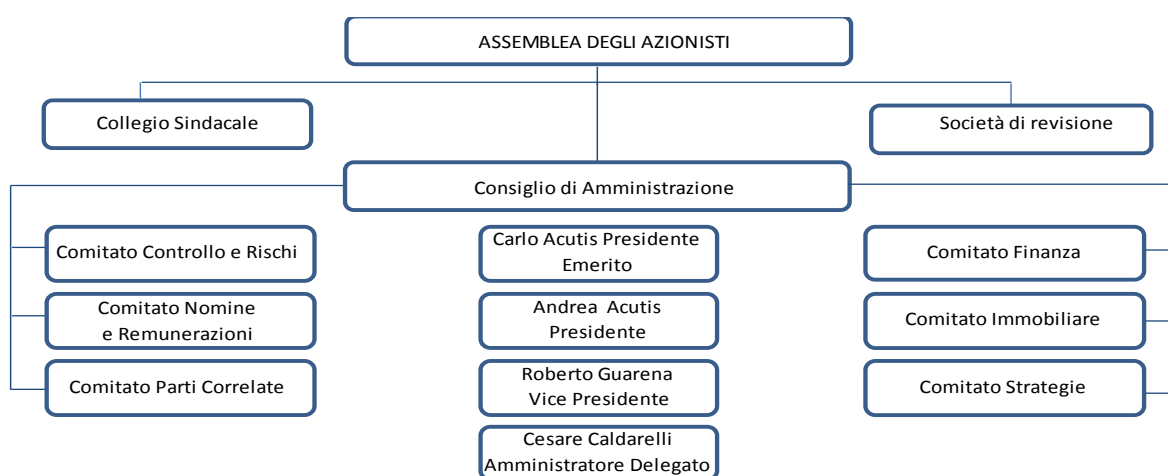 ASSEMBLEA DEGLI AZIONISTI
Collegio Sindacale
Società di revisione
Consiglio di Amministrazione
Comitato Controllo e Rischi
Carlo Acutis Presidente
Emerito
Comitato Finanza
Comitato Nomine
e Remunerazioni
Andrea Acutis
Presidente
Comitato Immobiliare
Comitato Parti Correlate
Roberto Guarena
Vice Presidente
Comitato Strategie
Cesare Caldarelli
Amministratore Delegato